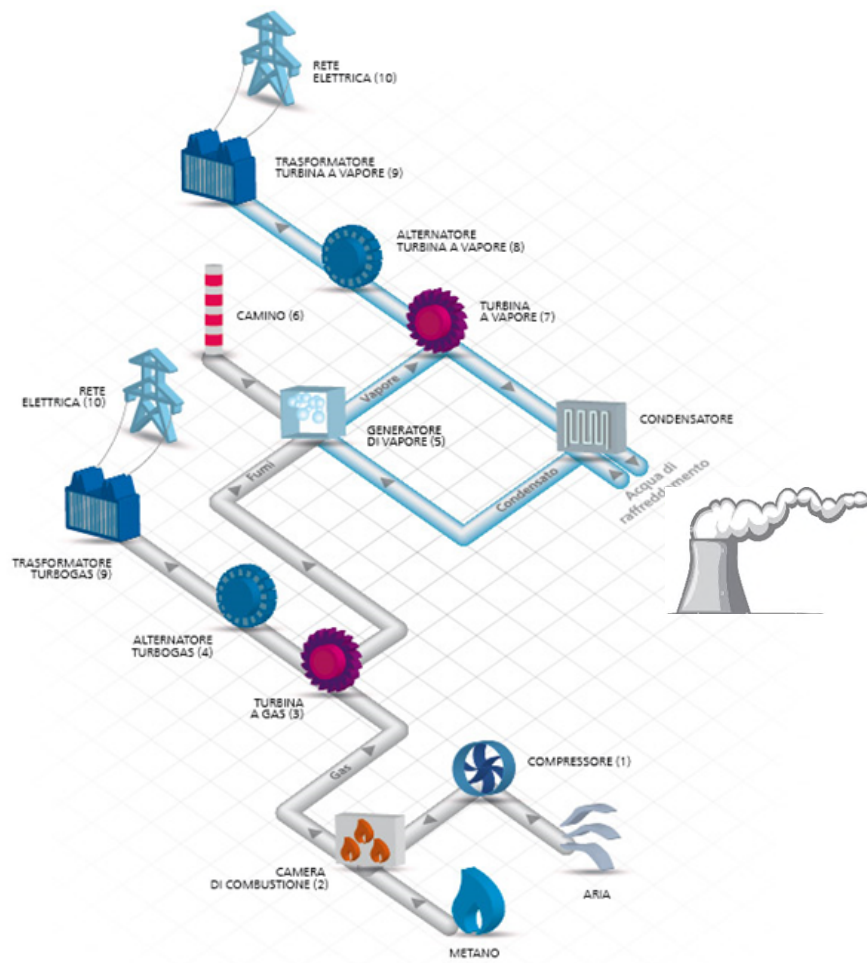 RETE
ELETTRICA (10)
TRASFORMATORE
TURBINA A VAPORE (9)
ALTERNATORE
TURBINA A VAPORE (8)
CAMINO (6)
TURBINA
A VAPORE (7)
RETE
ELETTRICA (10)
Vapore
GENERATORE
DI VAPORE (5)
CONDENSATORE
Fumi
Condensato
Acqua di
raffreddamento
TRASFORMATORE
TURBOGAS (9)
ALTERNATORE
TURBOGAS (4)
TURBINA
A GAS (3)
Gas
COMPRESSORE (1)
CAMERA
DI COMBUSTIONE (2)
ARIA
METANO